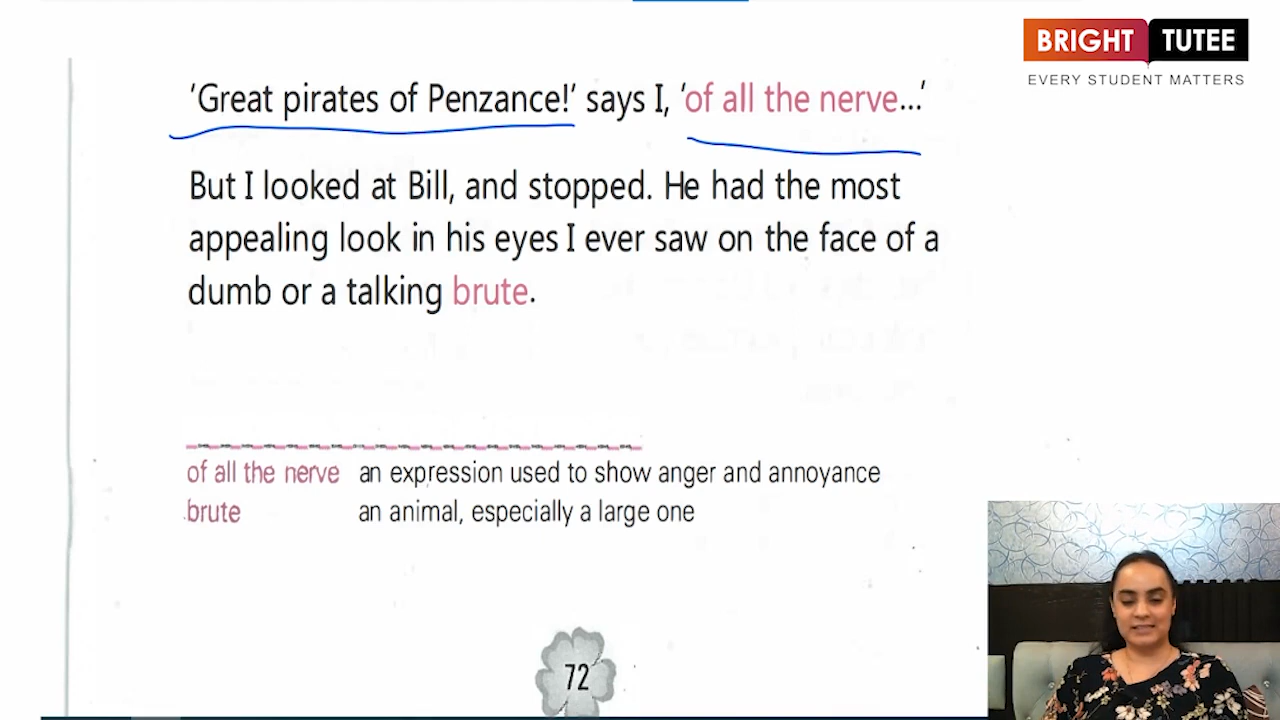 BRIGHT TUTEE
EVERY STUDENT MATTERS
'Great pirates of Penzance!' says I, 'of all the nerve...'
But I looked at Bill, and stopped. He had the most
appealing look in his eyes I ever saw on the face of a
dumb or a talking brute.
of all the nerve an expression used to show anger and annoyance
brute an animal, especially a large one
72